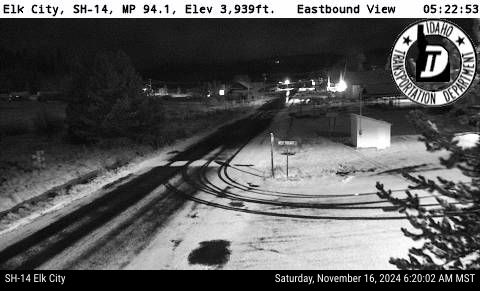 Elk City, SH-14, MP 94.1, Elev 3,939ft. Eastbound View 05:22:53
IDAHO
TRANSPORTATION DEPARTMENT
SH-14 Elk City Saturday, November 16, 2024 6:20:02 AM MST